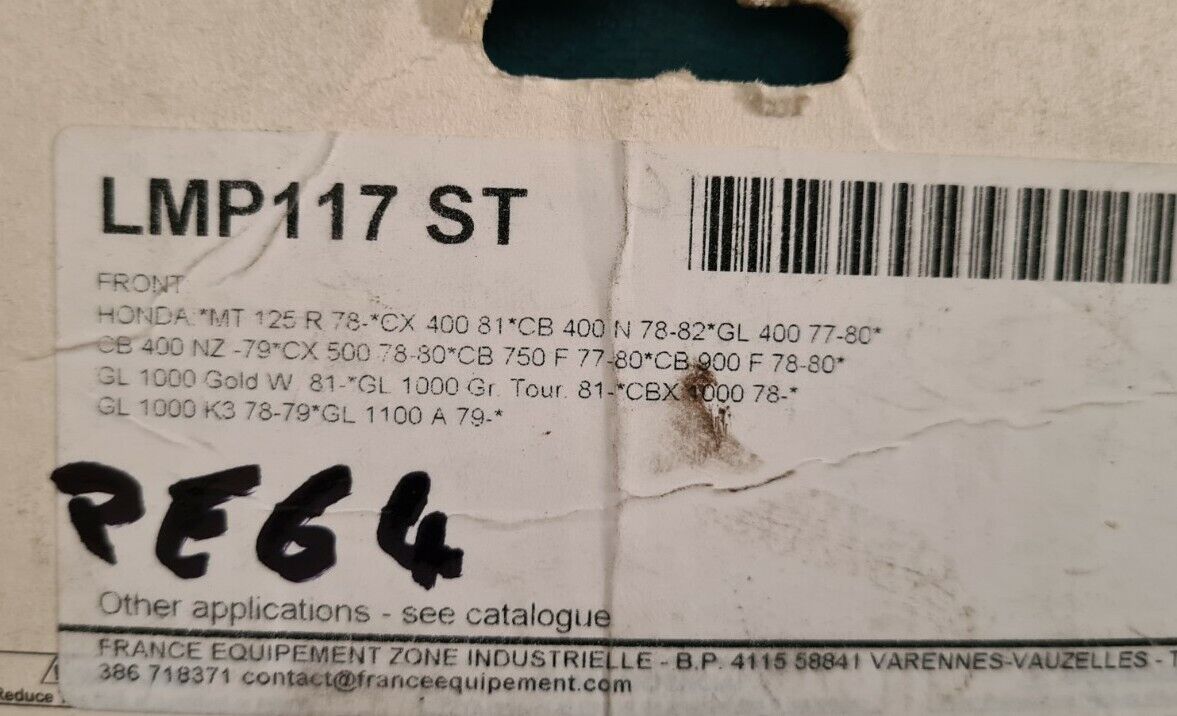 LMP117 ST
FRONT
HONDA:*MT 125 R 78-*CX 400 81*CB 400 N 78-82*GL 400 77-80*
CB 400 NZ -79*CX 500 78-80*CB 750 F 77-80*CB 900 F 78-80*
GL 1000 Gold W. 81-*GL 1000 Gr. Tour. 81-*CBX 1000 78-*
GL 1000 K3 78-79*GL 1100 A 79-*
PE64
Other applications - see catalogue
FRANCE EQUIPEMENT ZONE INDUSTRIELLE - B.P. 4115 58841 VARENNES-VAUZELLES - T
386 718371 contact@franceequipement.com
Reduce